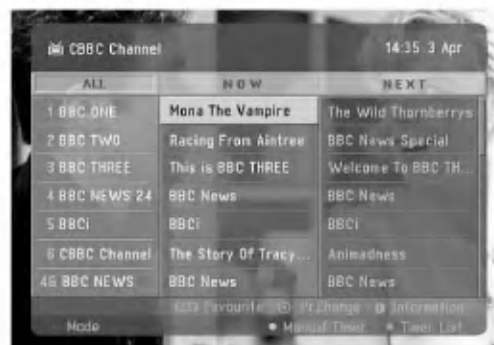 CBBC Channel 14:35 3 Apr
ALL NOW NEXT
1 BBC ONE Mona The Vampire The Wild Thornberrys
2 BBC TWO Racing From Aintree BBC News Special
3 BBC THREE This is BBC THREE Welcome To BBC TH...
4 BBC NEWS 24 BBC News BBC News
5 BBCi BBCi BBCi
6 CBBC Channel The Story Of Tracy... Animadness
45 BBC NEWS BBC News BBC News
Favourite Pr.Change Information
Mode Manual Timer Timer List